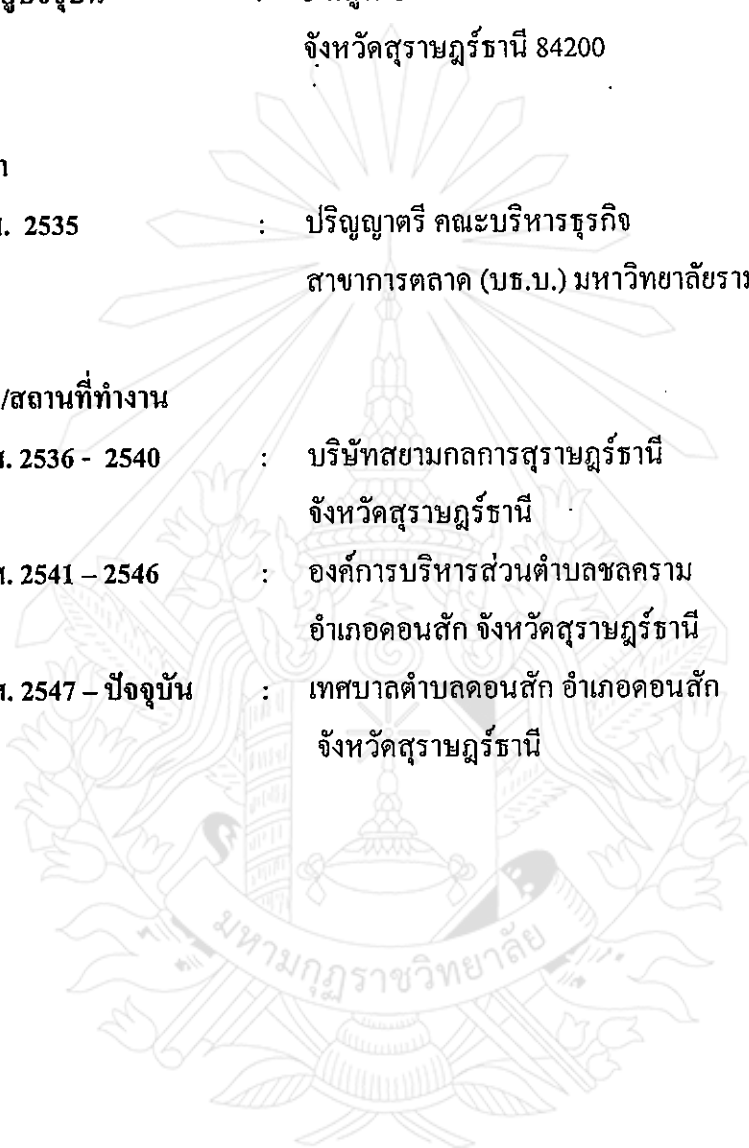 จังหวัดสุราษฎร์ธานี 84200
า
ศ. 2535 : ปริญญาตรี คณะบริหารธุรกิจ
สาขาการตลาด (บธ.บ.) มหาวิทยาลัยราม
/สถานที่ทำงาน
ศ. 2536 - 2540 : บริษัทสยามกลการสุราษฎร์ธานี
จังหวัดสุราษฎร์ธานี
ศ. 2541 – 2546 : องค์การบริหารส่วนตำบลชลคราม
อำเภอดอนสัก จังหวัดสุราษฎร์ธานี
ศ. 2547 – ปัจจุบัน : เทศบาลตำบลดอนสัก อำเภอดอนสัก
จังหวัดสุราษฎร์ธานี
มหามกุฏราชวิทยาลัย